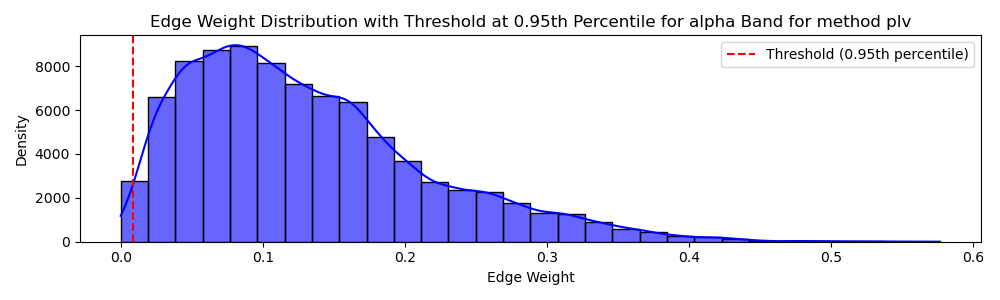 Edge Weight Distribution with Threshold at 0.95th Percentile for alpha Band for method plv
Threshold (0.95th percentile)
Density
8000
6000
4000
2000
0
0.0 0.1 0.2 0.3 0.4 0.5 0.6
Edge Weight